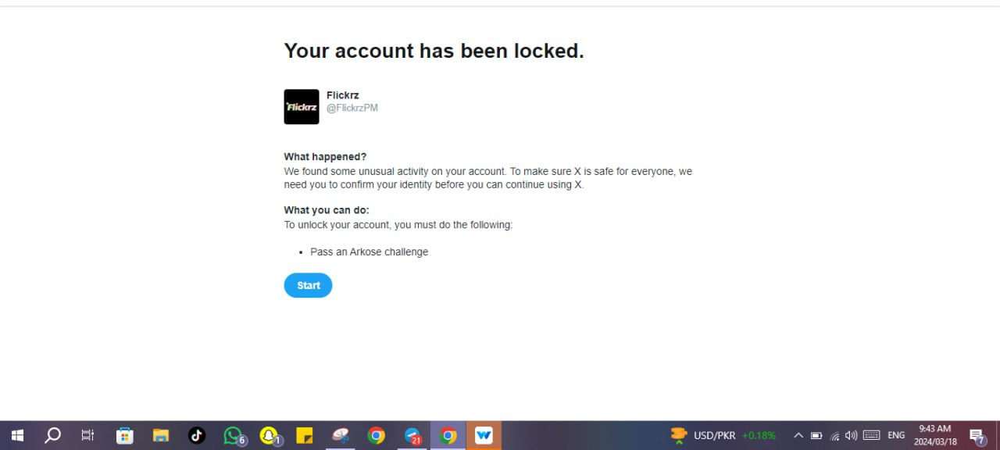 Your account has been locked.
Flickrz
Flickrz
@FlickrzPM
What happened?
We found some unusual activity on your account. To make sure X is safe for everyone, we
need you to confirm your identity before you can continue using X.
What you can do:
To unlock your account, you must do the following:
• Pass an Arkose challenge
Start
6
1
21
W
USD/PKR +0.18%
ENG
9:43 AM
2024/03/18
7